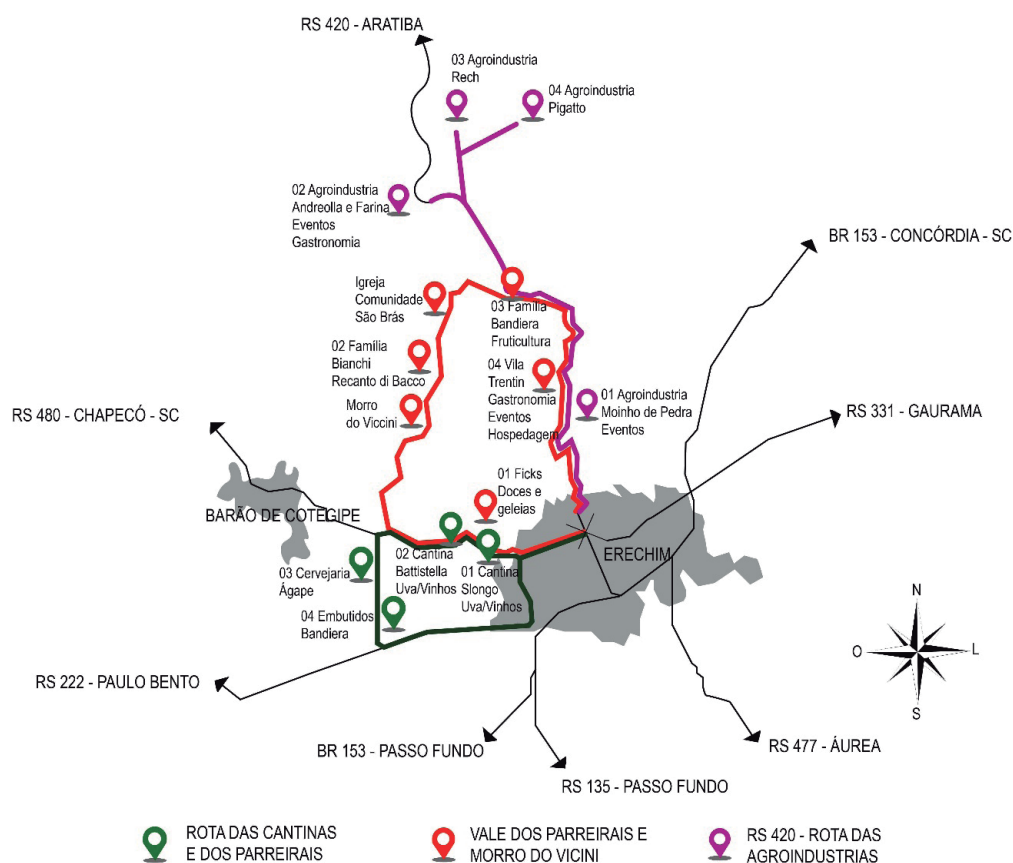 RS 420 - ARATIBA
03 Agroindustria
Rech
04 Agroindustria
Pigatto
02 Agroindustria
Andreolla e Farina
Eventos
Gastronomia
BR 153 - CONCÓRDIA - SC
Igreja
Comunidade
São Brás
03 Família
Bandiera
Fruticultura
02 Família
Bianchi
Recanto di Bacco
04 Vila
Trentin
Gastronomia
Eventos
Hospedagem
01 Agroindustria
Moinho de Pedra
Eventos
Morro
do Viccini
RS 480 - CHAPECÓ - SC
RS 331 - GAURAMA
01 Ficks
Doces e
geleias
BARÃO DE COTEGIPE
ERECHIM
03 Cervejaria
Ágape
02 Cantina
Battistella
Uva/Vinhos
01 Cantina
Slongo
Uva/Vinhos
04 Embutidos
Bandiera
N
O
L
S
RS 222 - PAULO BENTO
BR 153 - PASSO FUNDO
RS 477 - ÁUREA
RS 135 - PASSO FUNDO
ROTA DAS CANTINAS
E DOS PARREIRAIS
VALE DOS PARREIRAIS E
MORRO DO VICINI
RS 420 - ROTA DAS
AGROINDUSTRIAS